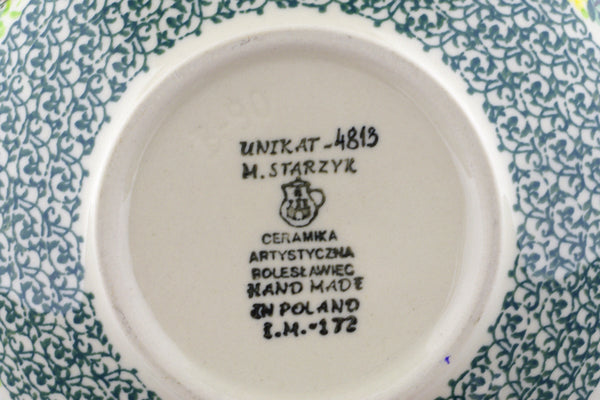 UNIKAT-4813
M. STARZYK
CERAMIKA
ARTYSTYCZNA
BOLESŁAWIEC
HAND MADE
IN POLAND
I.M.-172